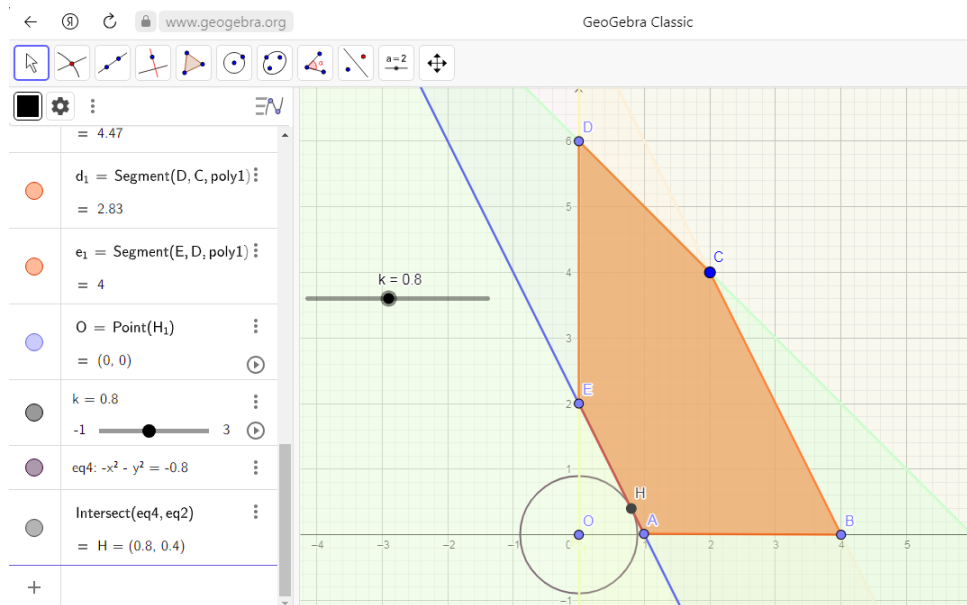 www.geogebra.org
GeoGebra Classic
a=2
= 4.47
d₁ = Segment(D, C, poly1)
= 2.83
e₁ = Segment(E, D, poly1)
= 4
O = Point(H₁)
= (0, 0)
k = 0.8
-1 3
eq4: -x² - y² = -0.8
Intersect(eq4, eq2)
= H = (0.8, 0.4)
k = 0.8
D
6
5
C
4
3
E
2
1
H
O
A
B
-4 -3 -2 -1 1 2 3 4 5
-1